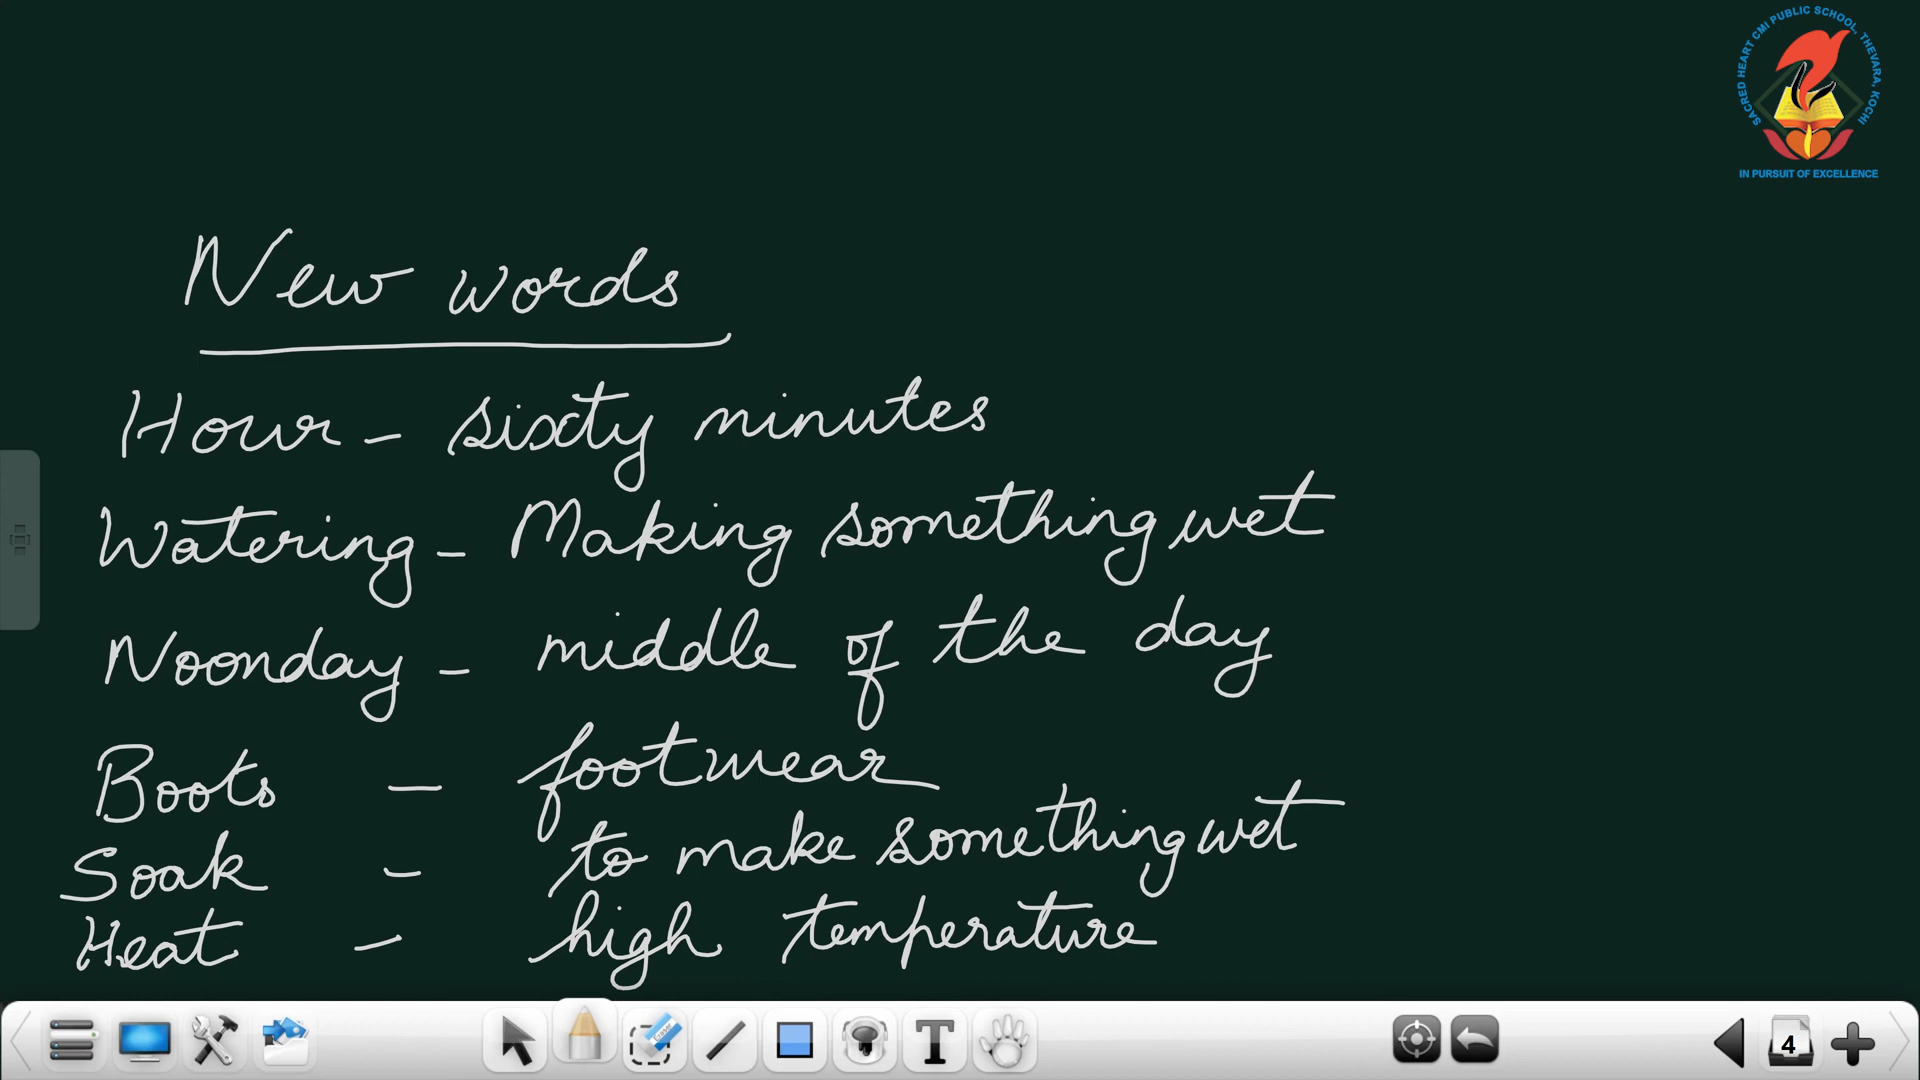 SACRED HEART CMI PUBLIC SCHOOL, THEVARA, KOCHI
IN PURSUIT OF EXCELLENCE
New words
Hour - sixty minutes
Watering - Making something wet
Noonday - middle of the day
Boots - footwear
Soak - to make something wet
Heat - high temperature
eraser
T
4